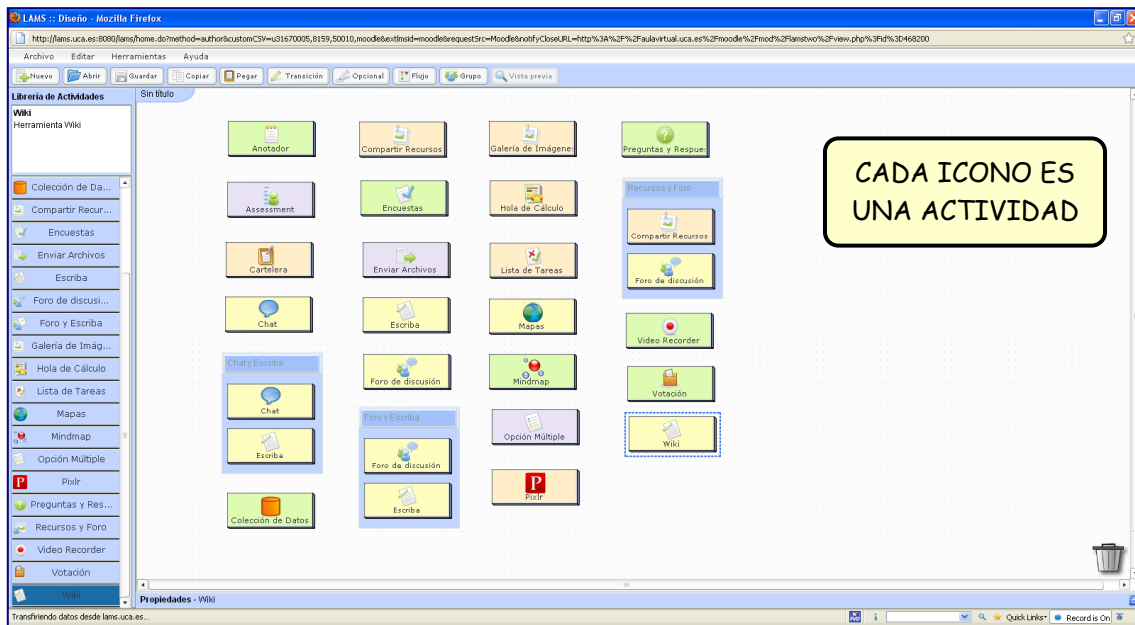 LAMS :: Diseño - Mozilla Firefox
http://lams.uca.es:8080/lams/home.do?method=author&customCSV=u31670005,8159,50010,moodle&extlmsid=moodle&requestSrc=Moodle&notifyCloseURL=http%3A%2F%2Faulavirtual.uca.es%2Fmoodle%2Fmod%2Flamstwo%2Fview.php%3Fid%3D468200
Archivo Editar Herramientas Ayuda
Nuevo Abrir Guardar Copiar Pegar Transición Opcional Flujo Grupo Vista previa
Librería de Actividades
Wiki
Herramienta Wiki
Colección de Da...
Compartir Recur...
Encuestas
Enviar Archivos
Escriba
Foro de discusi...
Foro y Escriba
Galería de Imág...
Hola de Cálculo
Lista de Tareas
Mapas
Mindmap
Opción Múltiple
Pixlr
Preguntas y Res...
Recursos y Foro
Video Recorder
Votación
Wiki
Sin título
Anotador
Assessment
Cartelera
Chat
Chat y Escriba
Chat
Escriba
Colección de Datos
Compartir Recursos
Encuestas
Enviar Archivos
Escriba
Foro de discusión
Foro y Escriba
Foro de discusión
Escriba
Galería de Imágene
Hola de Cálculo
Lista de Tareas
Mapas
Mindmap
Opción Múltiple
P
Pixlr
Preguntas y Respue
Recursos y Foro
Compartir Recursos
Foro de discusión
Video Recorder
Votación
Wiki
CADA ICONO ES
UNA ACTIVIDAD
Propiedades - Wiki
Transfiriendo datos desde lams.uca.es...
Quick Links
Record is On